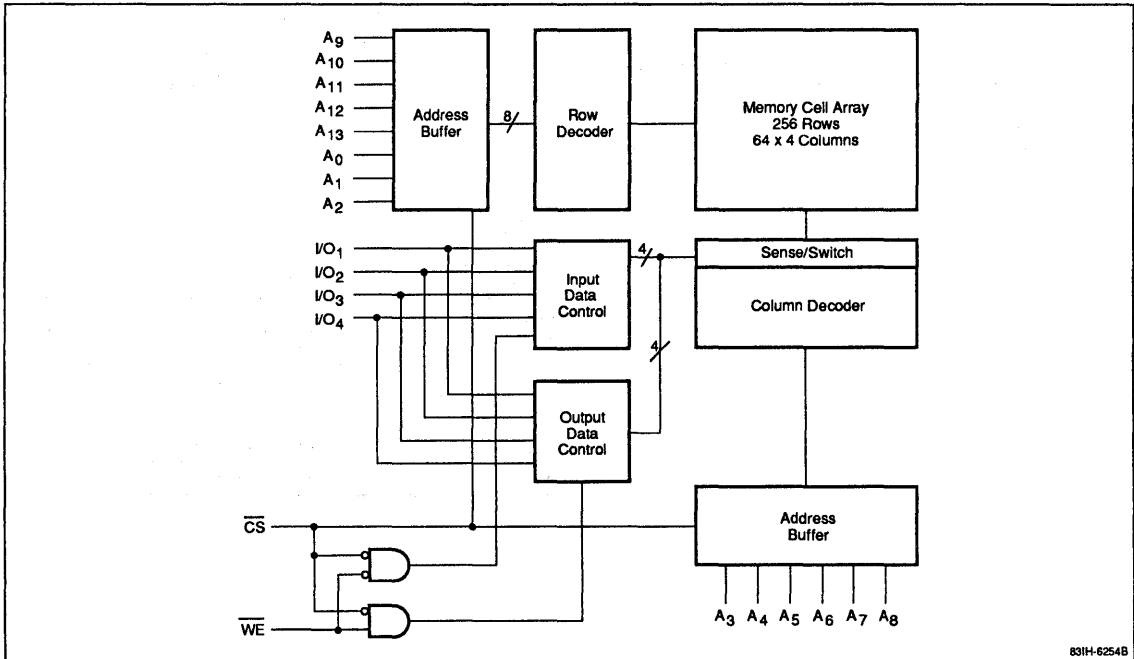 A9
A10
A11
A12
A13
A0
A1
A2
Address
Buffer
8
Row
Decoder
Memory Cell Array
256 Rows
64 x 4 Columns
I/O1
I/O2
I/O3
I/O4
Input
Data
Control
4
Sense/Switch
Column Decoder
4
Output
Data
Control
CS
WE
Address
Buffer
A3 A4 A5 A6 A7 A8
83IH-6254B